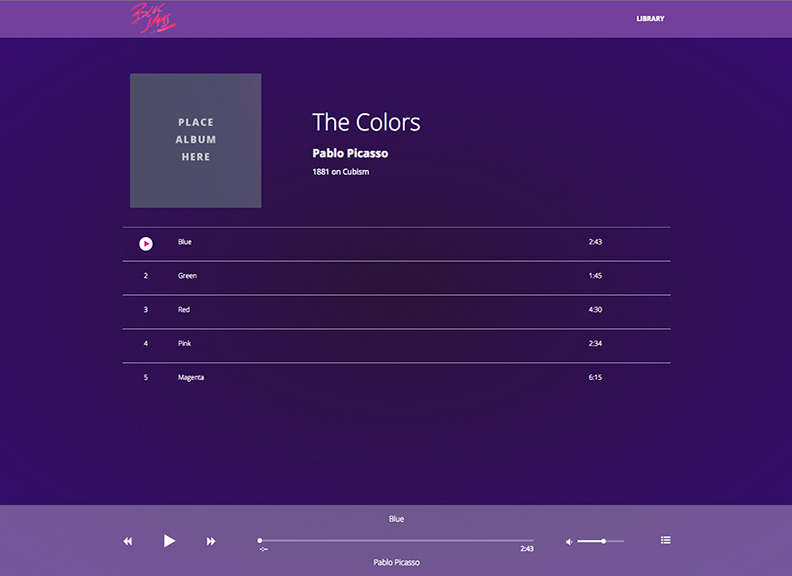 Bloc
Jams
LIBRARY
PLACE
ALBUM
HERE
The Colors
Pablo Picasso
1881 on Cubism
Blue 2:43
2 Green 1:45
3 Red 4:30
4 Pink 2:34
5 Magenta 6:15
Blue
-:-- 2:43
Pablo Picasso